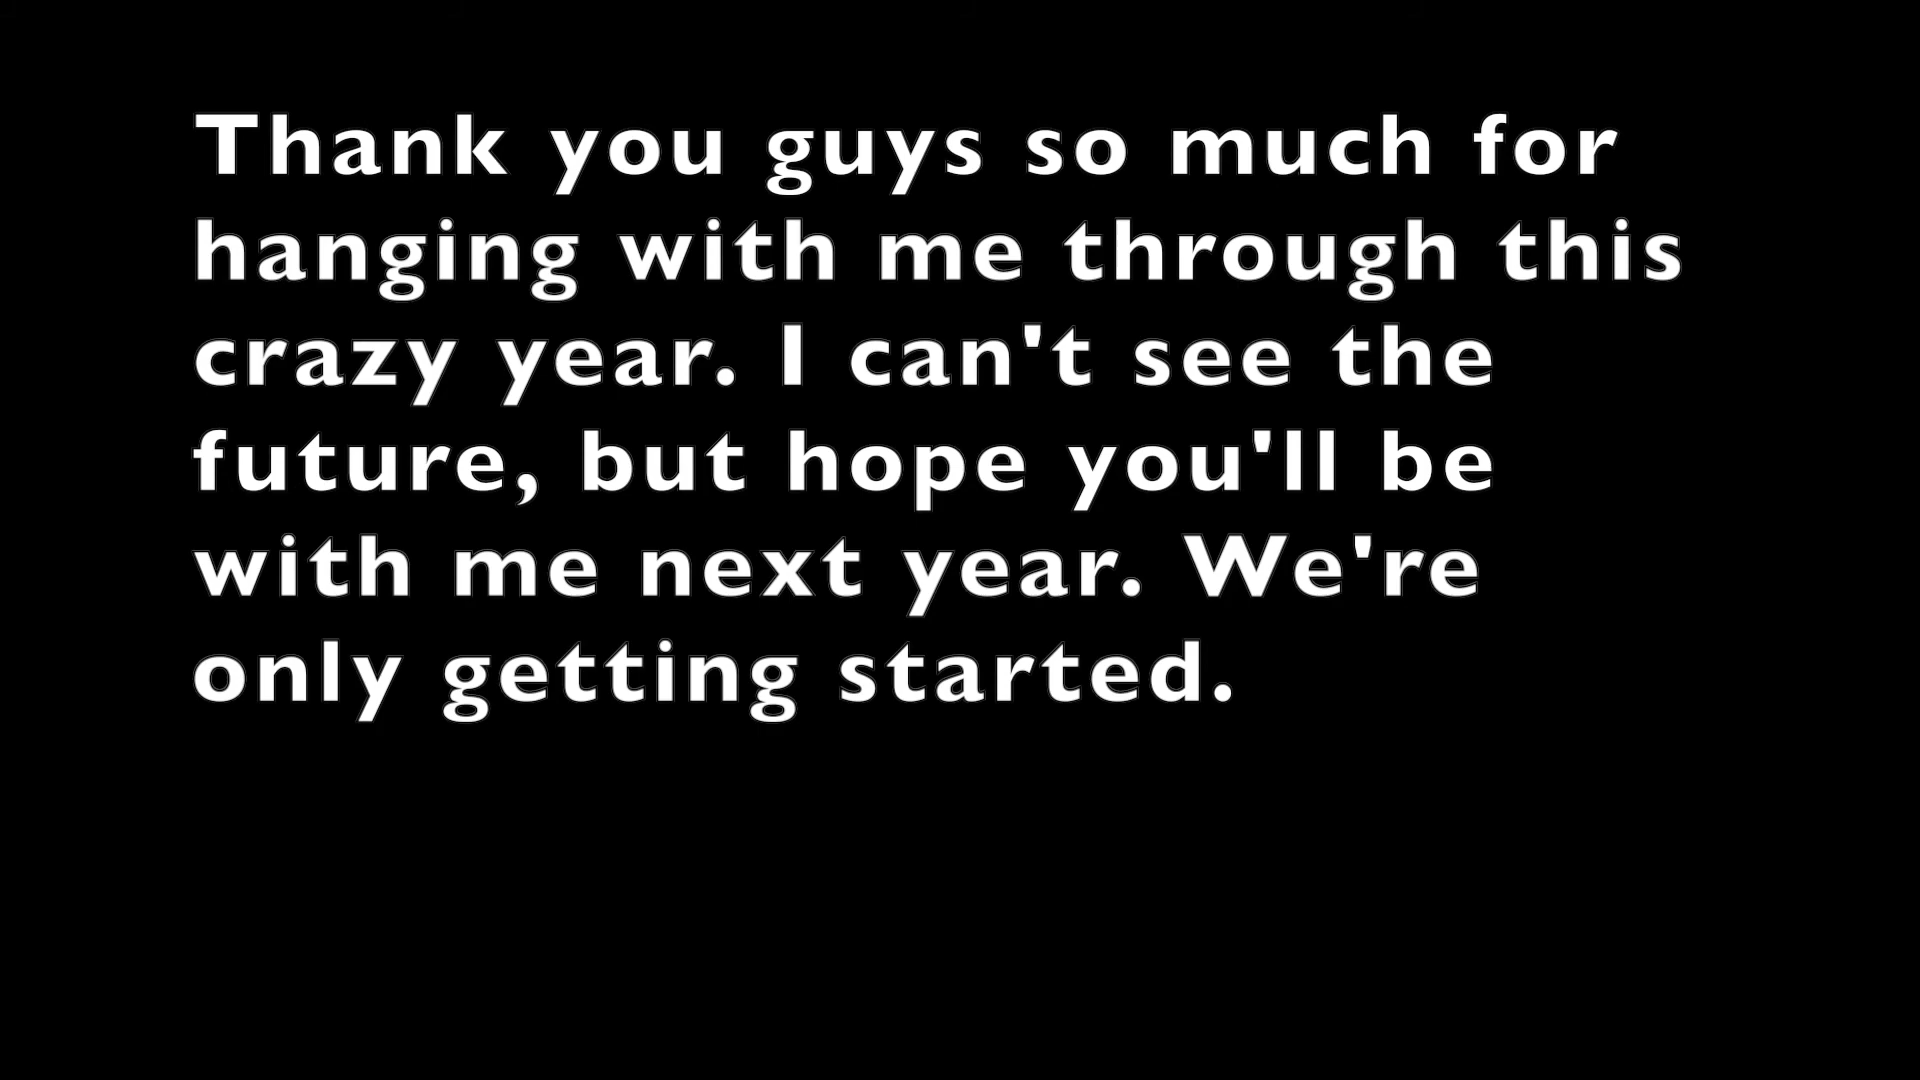 Thank you guys so much for
hanging with me through this
crazy year. I can't see the
future, but hope you'll be
with me next year. We're
only getting started.